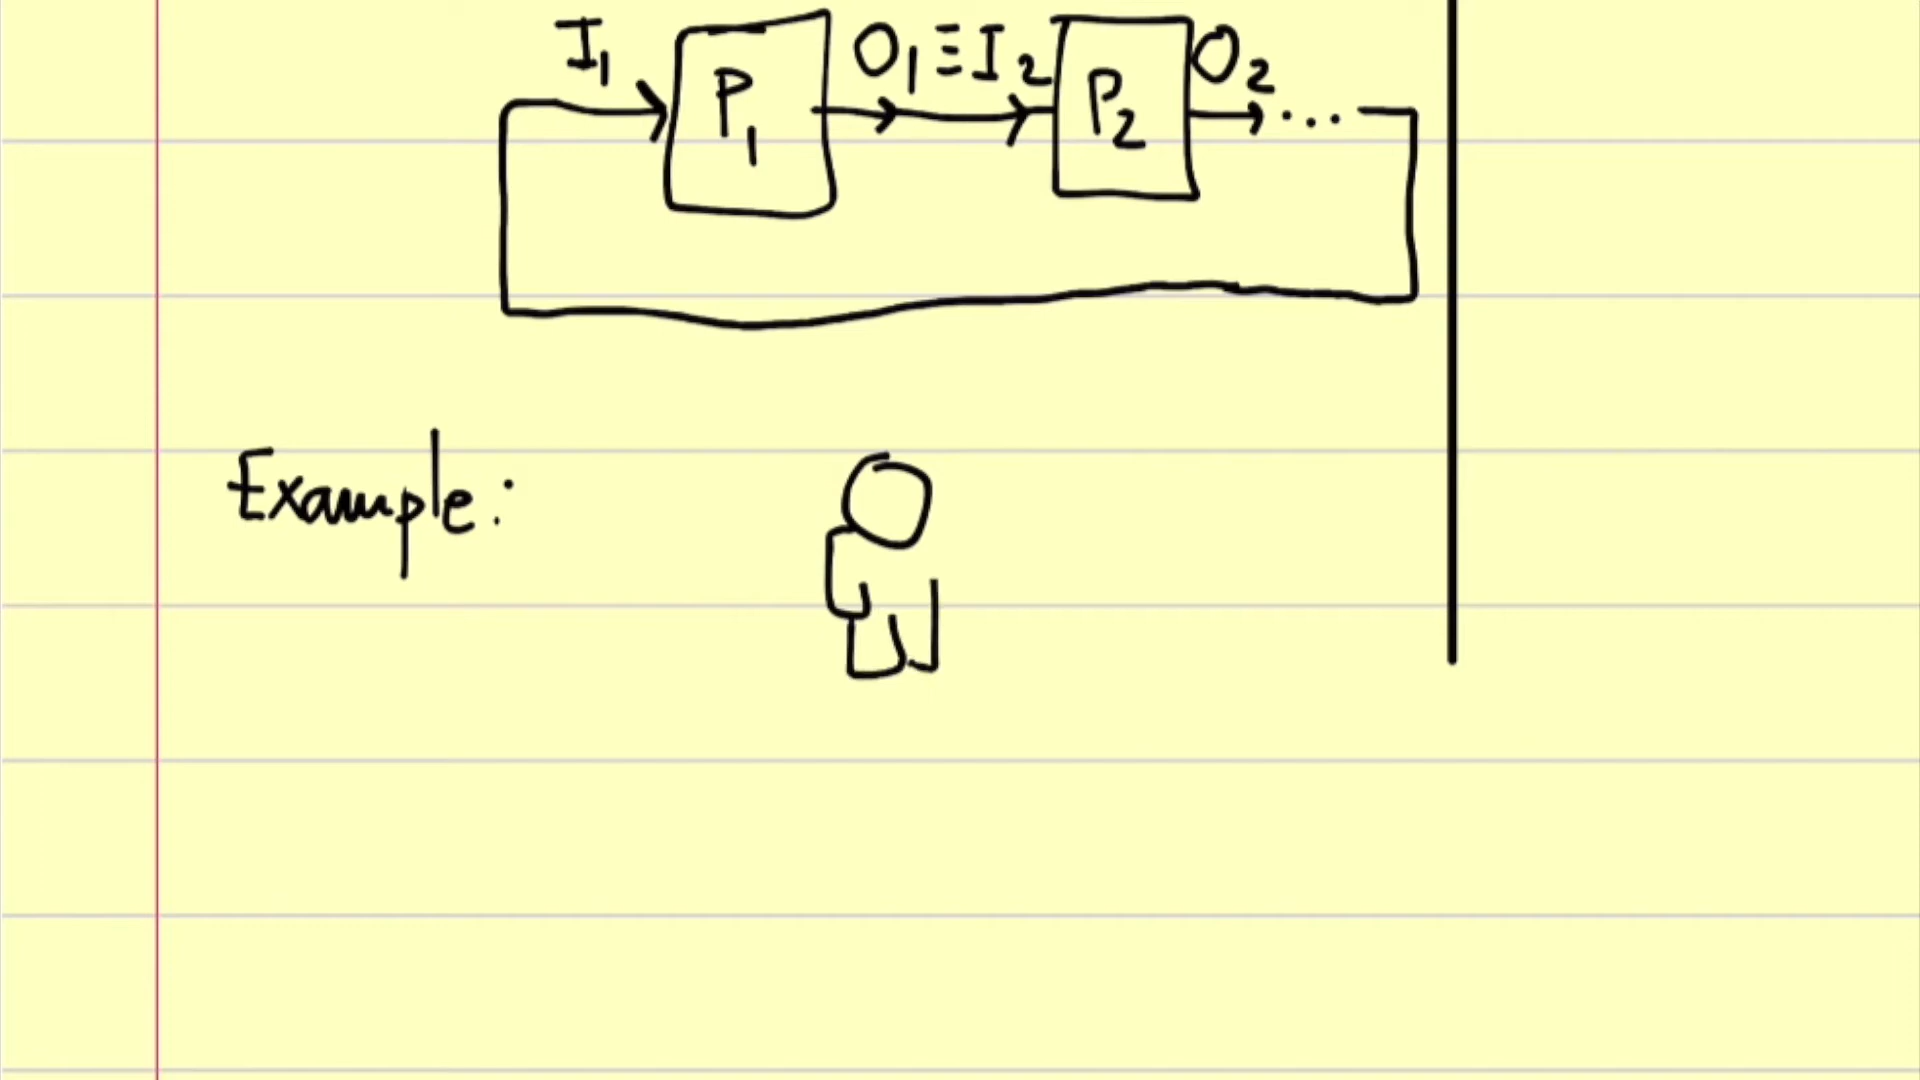 I₁ P₁ O₁≡I₂ P₂ O₂ ...
Example: